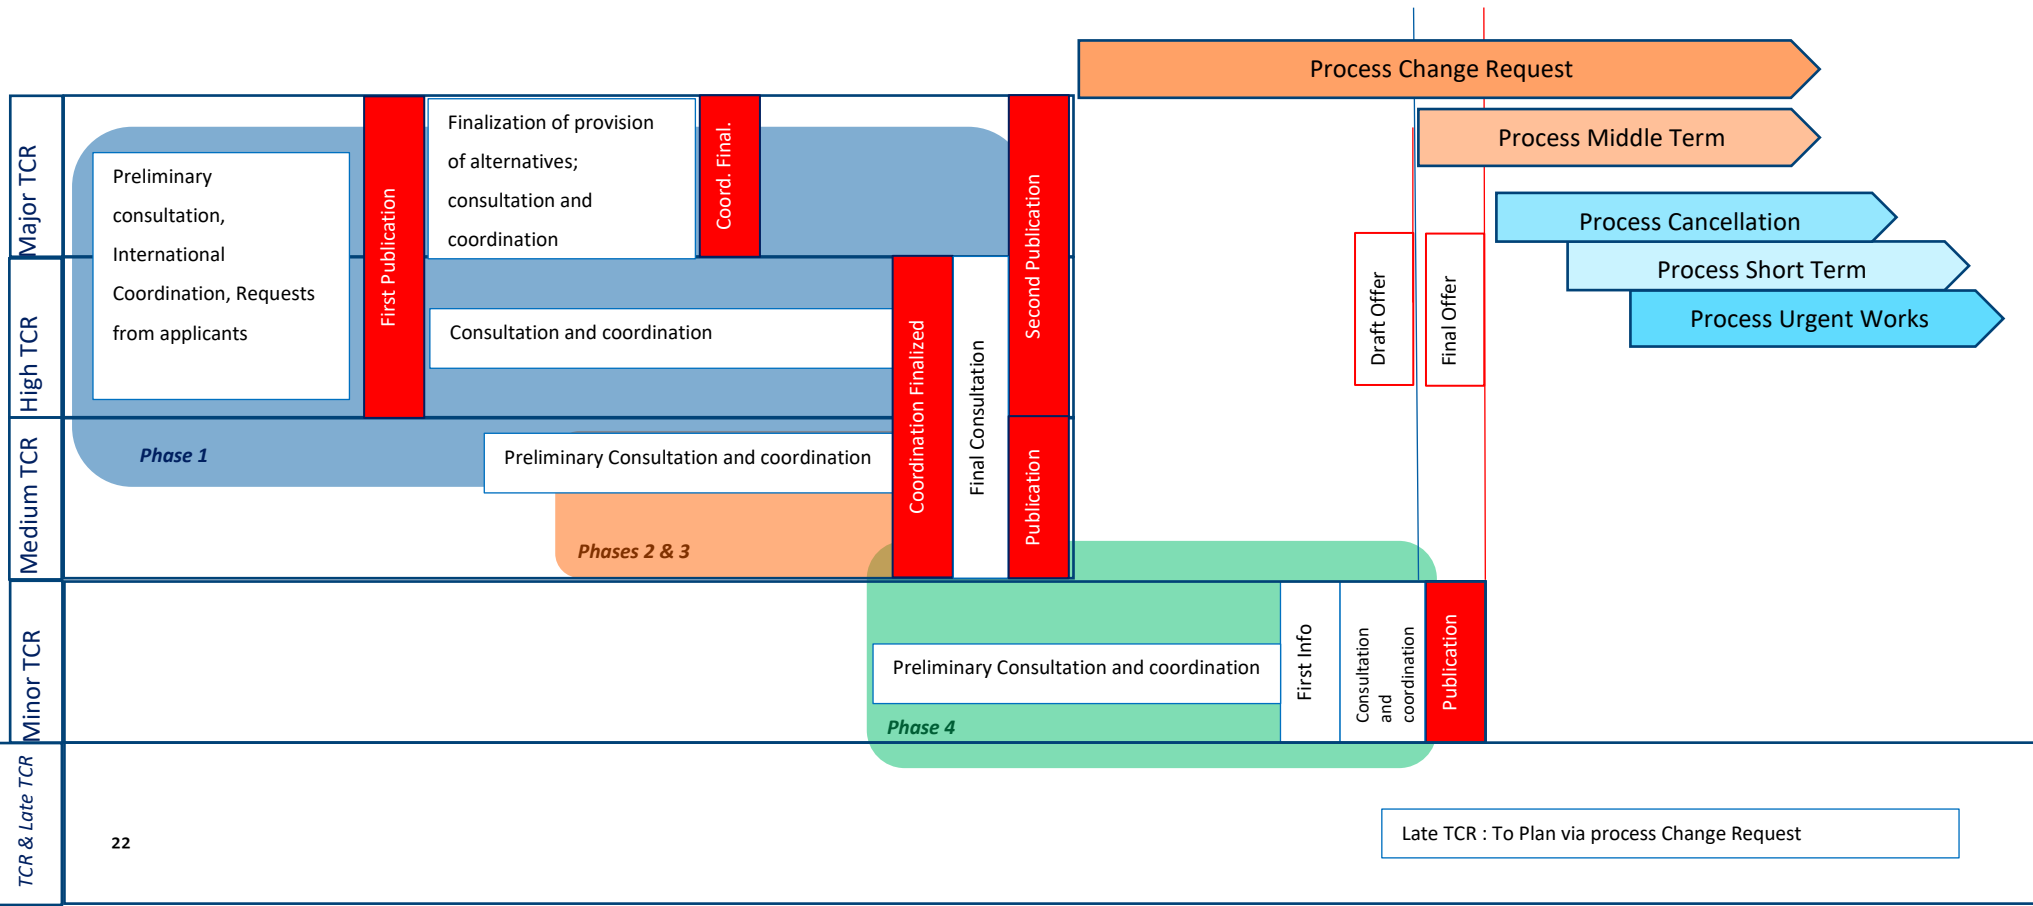 Process Change Request
Process Middle Term
Process Cancellation
Process Short Term
Process Urgent Works
Major TCR
Preliminary
consultation,
International
Coordination, Requests
from applicants
First Publication
Finalization of provision
of alternatives;
consultation and
coordination
Coord. Final.
Second Publication
High TCR
Consultation and coordination
Coordination Finalized
Final Consultation
Draft Offer
Final Offer
Medium TCR
Phase 1
Preliminary Consultation and coordination
Phases 2 & 3
Publication
Minor TCR
Preliminary Consultation and coordination
Phase 4
First Info
Consultation
and
coordination
Publication
TCR & Late TCR
22
Late TCR : To Plan via process Change Request